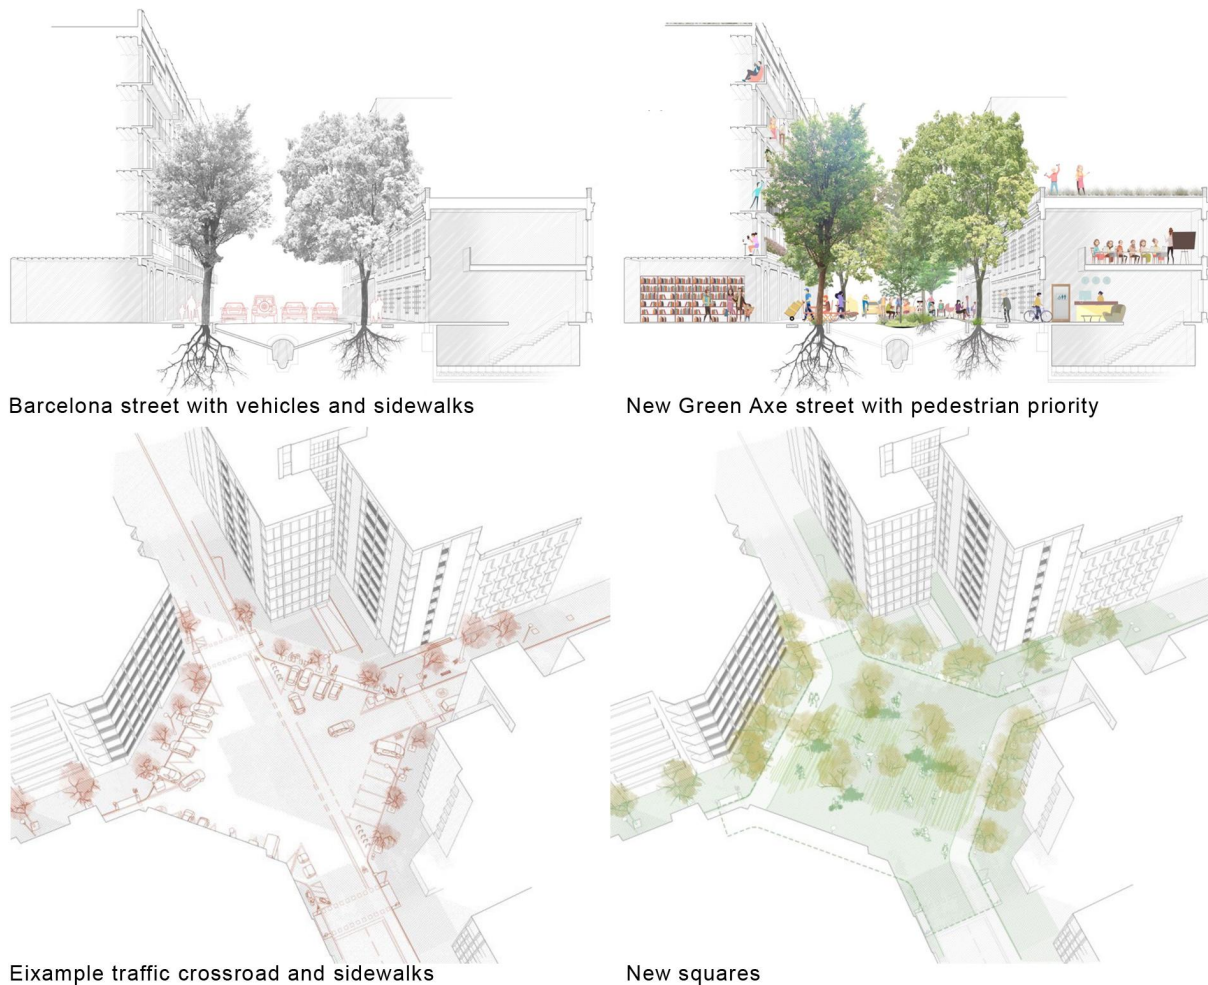 Barcelona street with vehicles and sidewalks
New Green Axe street with pedestrian priority
Eixample traffic crossroad and sidewalks
New squares